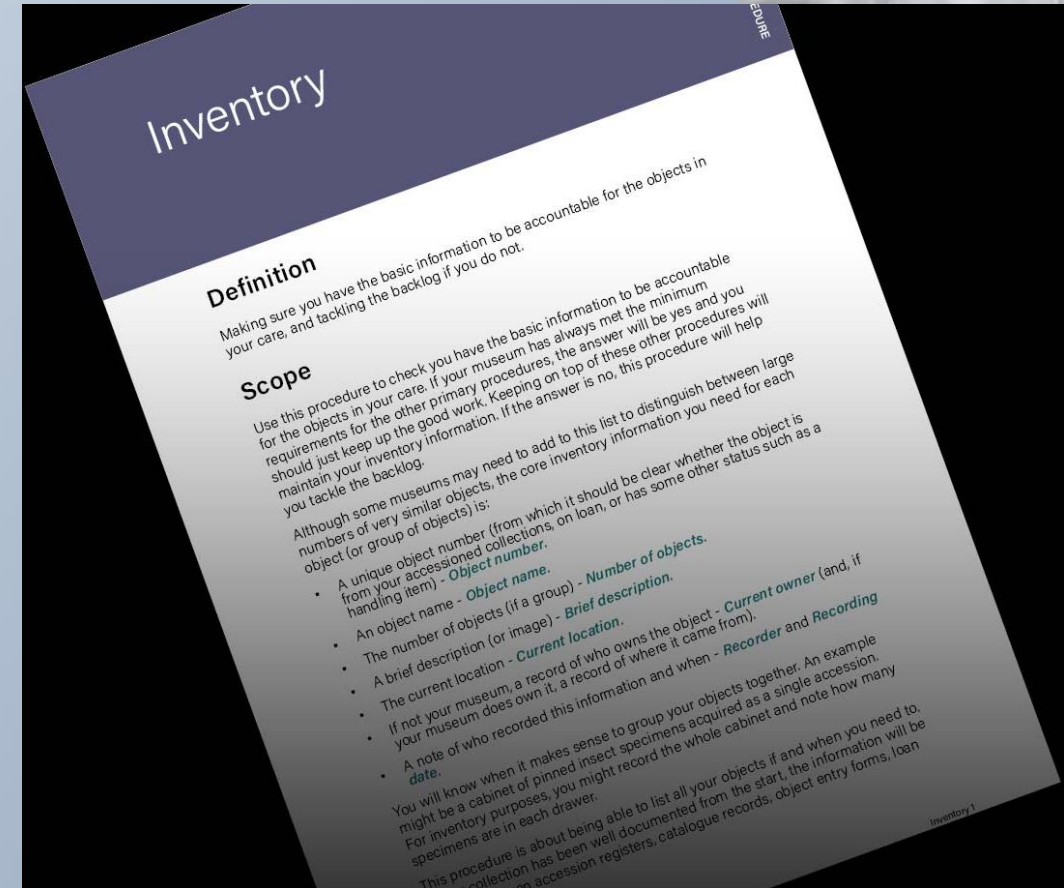 EDURE
Inventory
Definition
Making sure you have the basic information to be accountable for the objects in
your care, and tackling the backlog if you do not.
Scope
Use this procedure to check you have the basic information to be accountable
for the objects in your care. If your museum has always met the minimum
requirements for the other primary procedures, the answer will be yes and you
should just keep up the good work. Keeping on top of these other procedures will
maintain your inventory information. If the answer is no, this procedure will help
you tackle the backlog.
Although some museums may need to add to this list to distinguish between large
numbers of very similar objects, the core inventory information you need for each
object (or group of objects) is:
• A unique object number (from which it should be clear whether the object is
from your accessioned collections, on loan, or has some other status such as a
handling item) - Object number.
• An object name - Object name.
• The number of objects (if a group) - Number of objects.
• A brief description (or image) - Brief description.
• The current location - Current location.
• If not your museum, a record of who owns the object - Current owner (and, if
your museum does own it, a record of where it came from).
• A note of who recorded this information and when - Recorder and Recording
date.
You will know when it makes sense to group your objects together. An example
might be a cabinet of pinned insect specimens acquired as a single accession.
For inventory purposes, you might record the whole cabinet and note how many
specimens are in each drawer.
This procedure is about being able to list all your objects if and when you need to.
collection has been well documented from the start, the information will be
accession registers, catalogue records, object entry forms, loan
Inventory 1